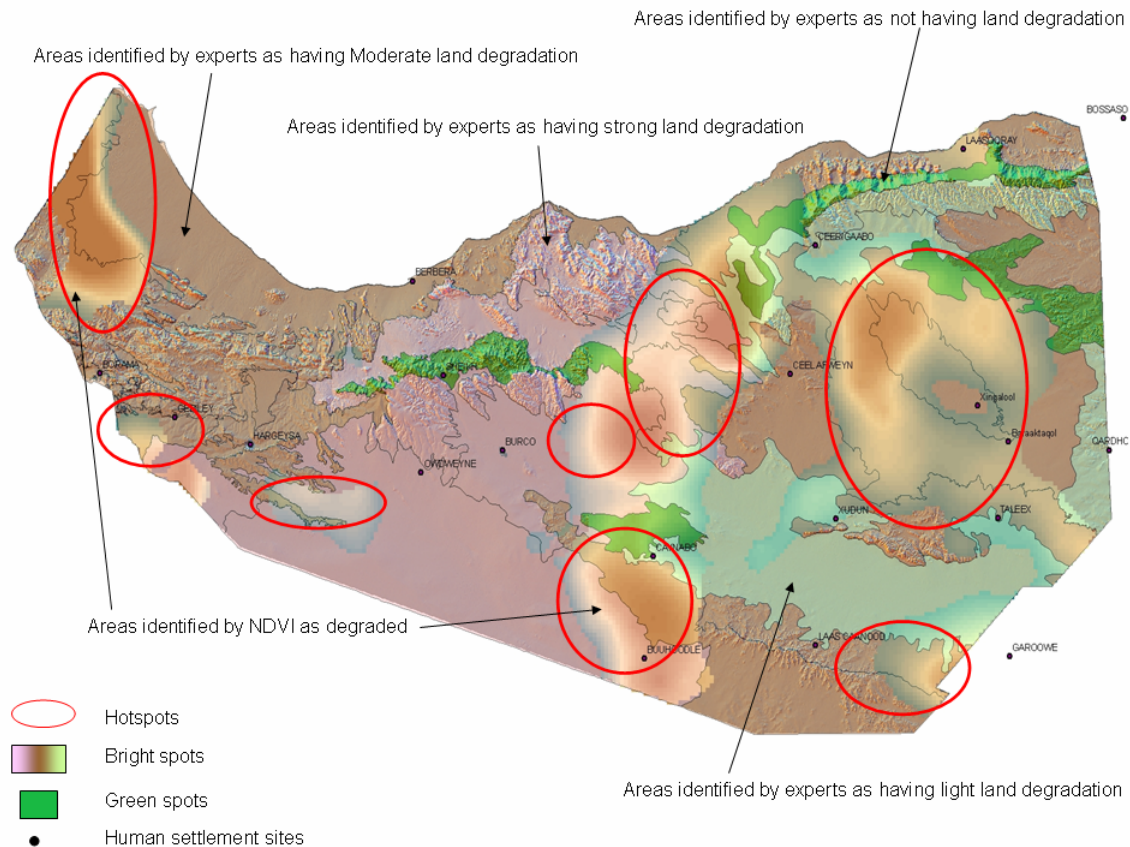 Areas identified by experts as not having land degradation
Areas identified by experts as having Moderate land degradation
BOSSASO
Areas identified by experts as having strong land degradation
LAASQORAY
CEERIGAABO
BERBERA
BORAMA
SHEIKH
CEELAFWEYN
Xingalool
GEBILEY
HARGEYSA
BURCO
QARDHO
OWDWEYNE
XUDUN
TALEEX
CAYNABO
Areas identified by NDVI as degraded
LAAS CAANOOD
GAROOWE
BUUHOODLE
Hotspots
Bright spots
Areas identified by experts as having light land degradation
Green spots
Human settlement sites